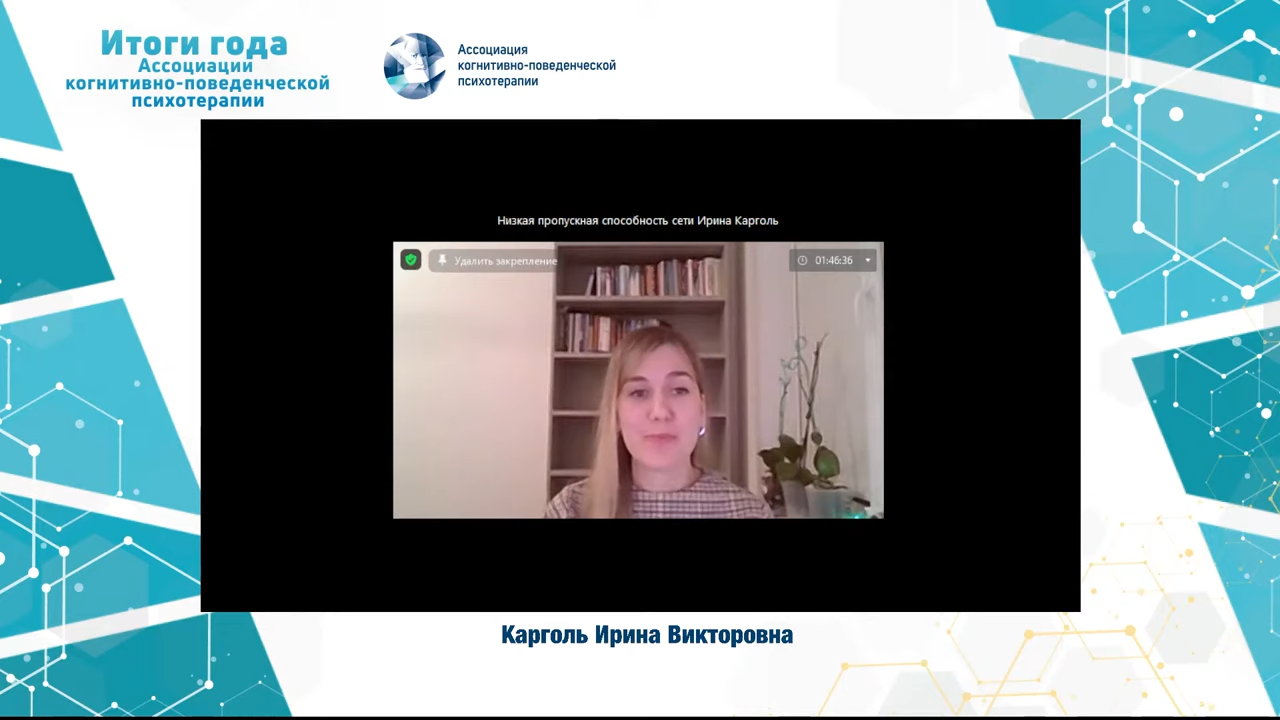 Итоги года
Ассоциации
когнитивно-поведенческой
психотерапии
Ассоциация
когнитивно-поведенческой
психотерапии
Низкая пропускная способность сети Ирина Карголь
Удалить закрепление
01:46:36
Карголь Ирина Викторовна